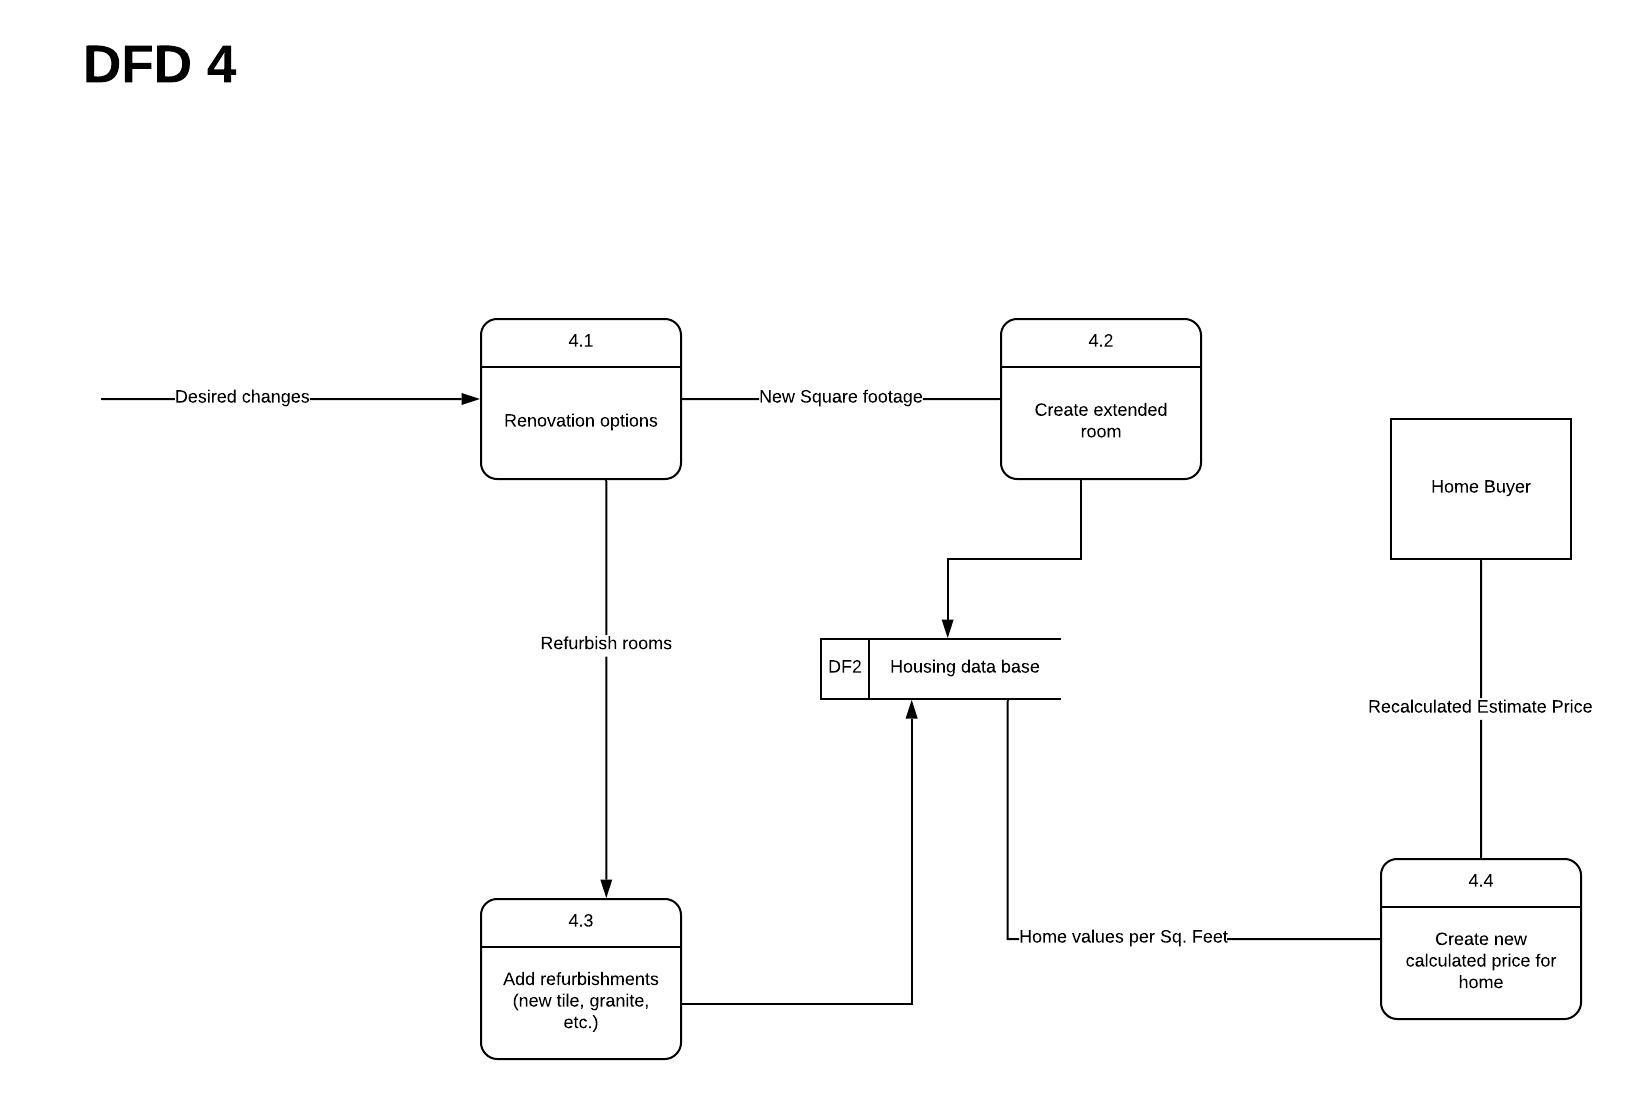 DFD 4
4.1
Renovation options
4.2
Create extended
room
Desired changes
New Square footage
Home Buyer
Refurbish rooms
DF2
Housing data base
Recalculated Estimate Price
4.3
Add refurbishments
(new tile, granite,
etc.)
Home values per Sq. Feet
4.4
Create new
calculated price for
home